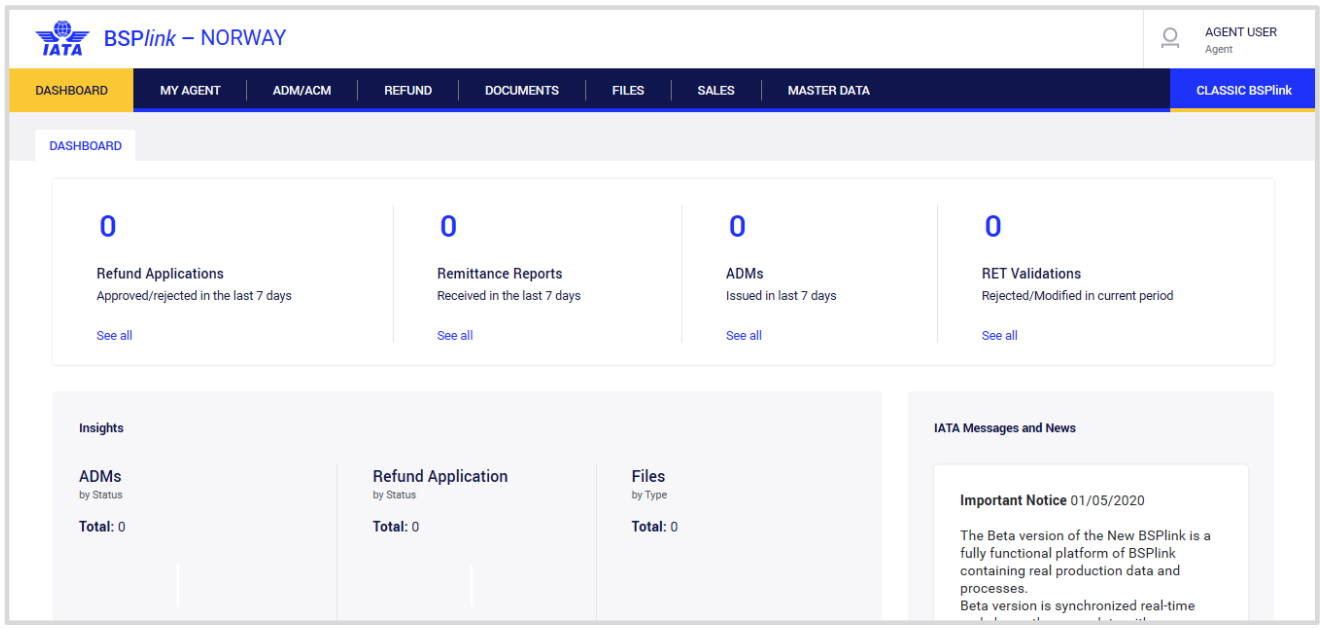 IATA
BSPlink – NORWAY
AGENT USER
Agent
DASHBOARD
MY AGENT
ADM/ACM
REFUND
DOCUMENTS
FILES
SALES
MASTER DATA
CLASSIC BSPlink
DASHBOARD
0
Refund Applications
Approved/rejected in the last 7 days
See all
0
Remittance Reports
Received in the last 7 days
See all
0
ADMs
Issued in last 7 days
See all
0
RET Validations
Rejected/Modified in current period
See all
Insights
ADMs
by Status
Total: 0
Refund Application
by Status
Total: 0
Files
by Type
Total: 0
IATA Messages and News
Important Notice 01/05/2020
The Beta version of the New BSPlink is a
fully functional platform of BSPlink
containing real production data and
processes.
Beta version is synchronized real-time